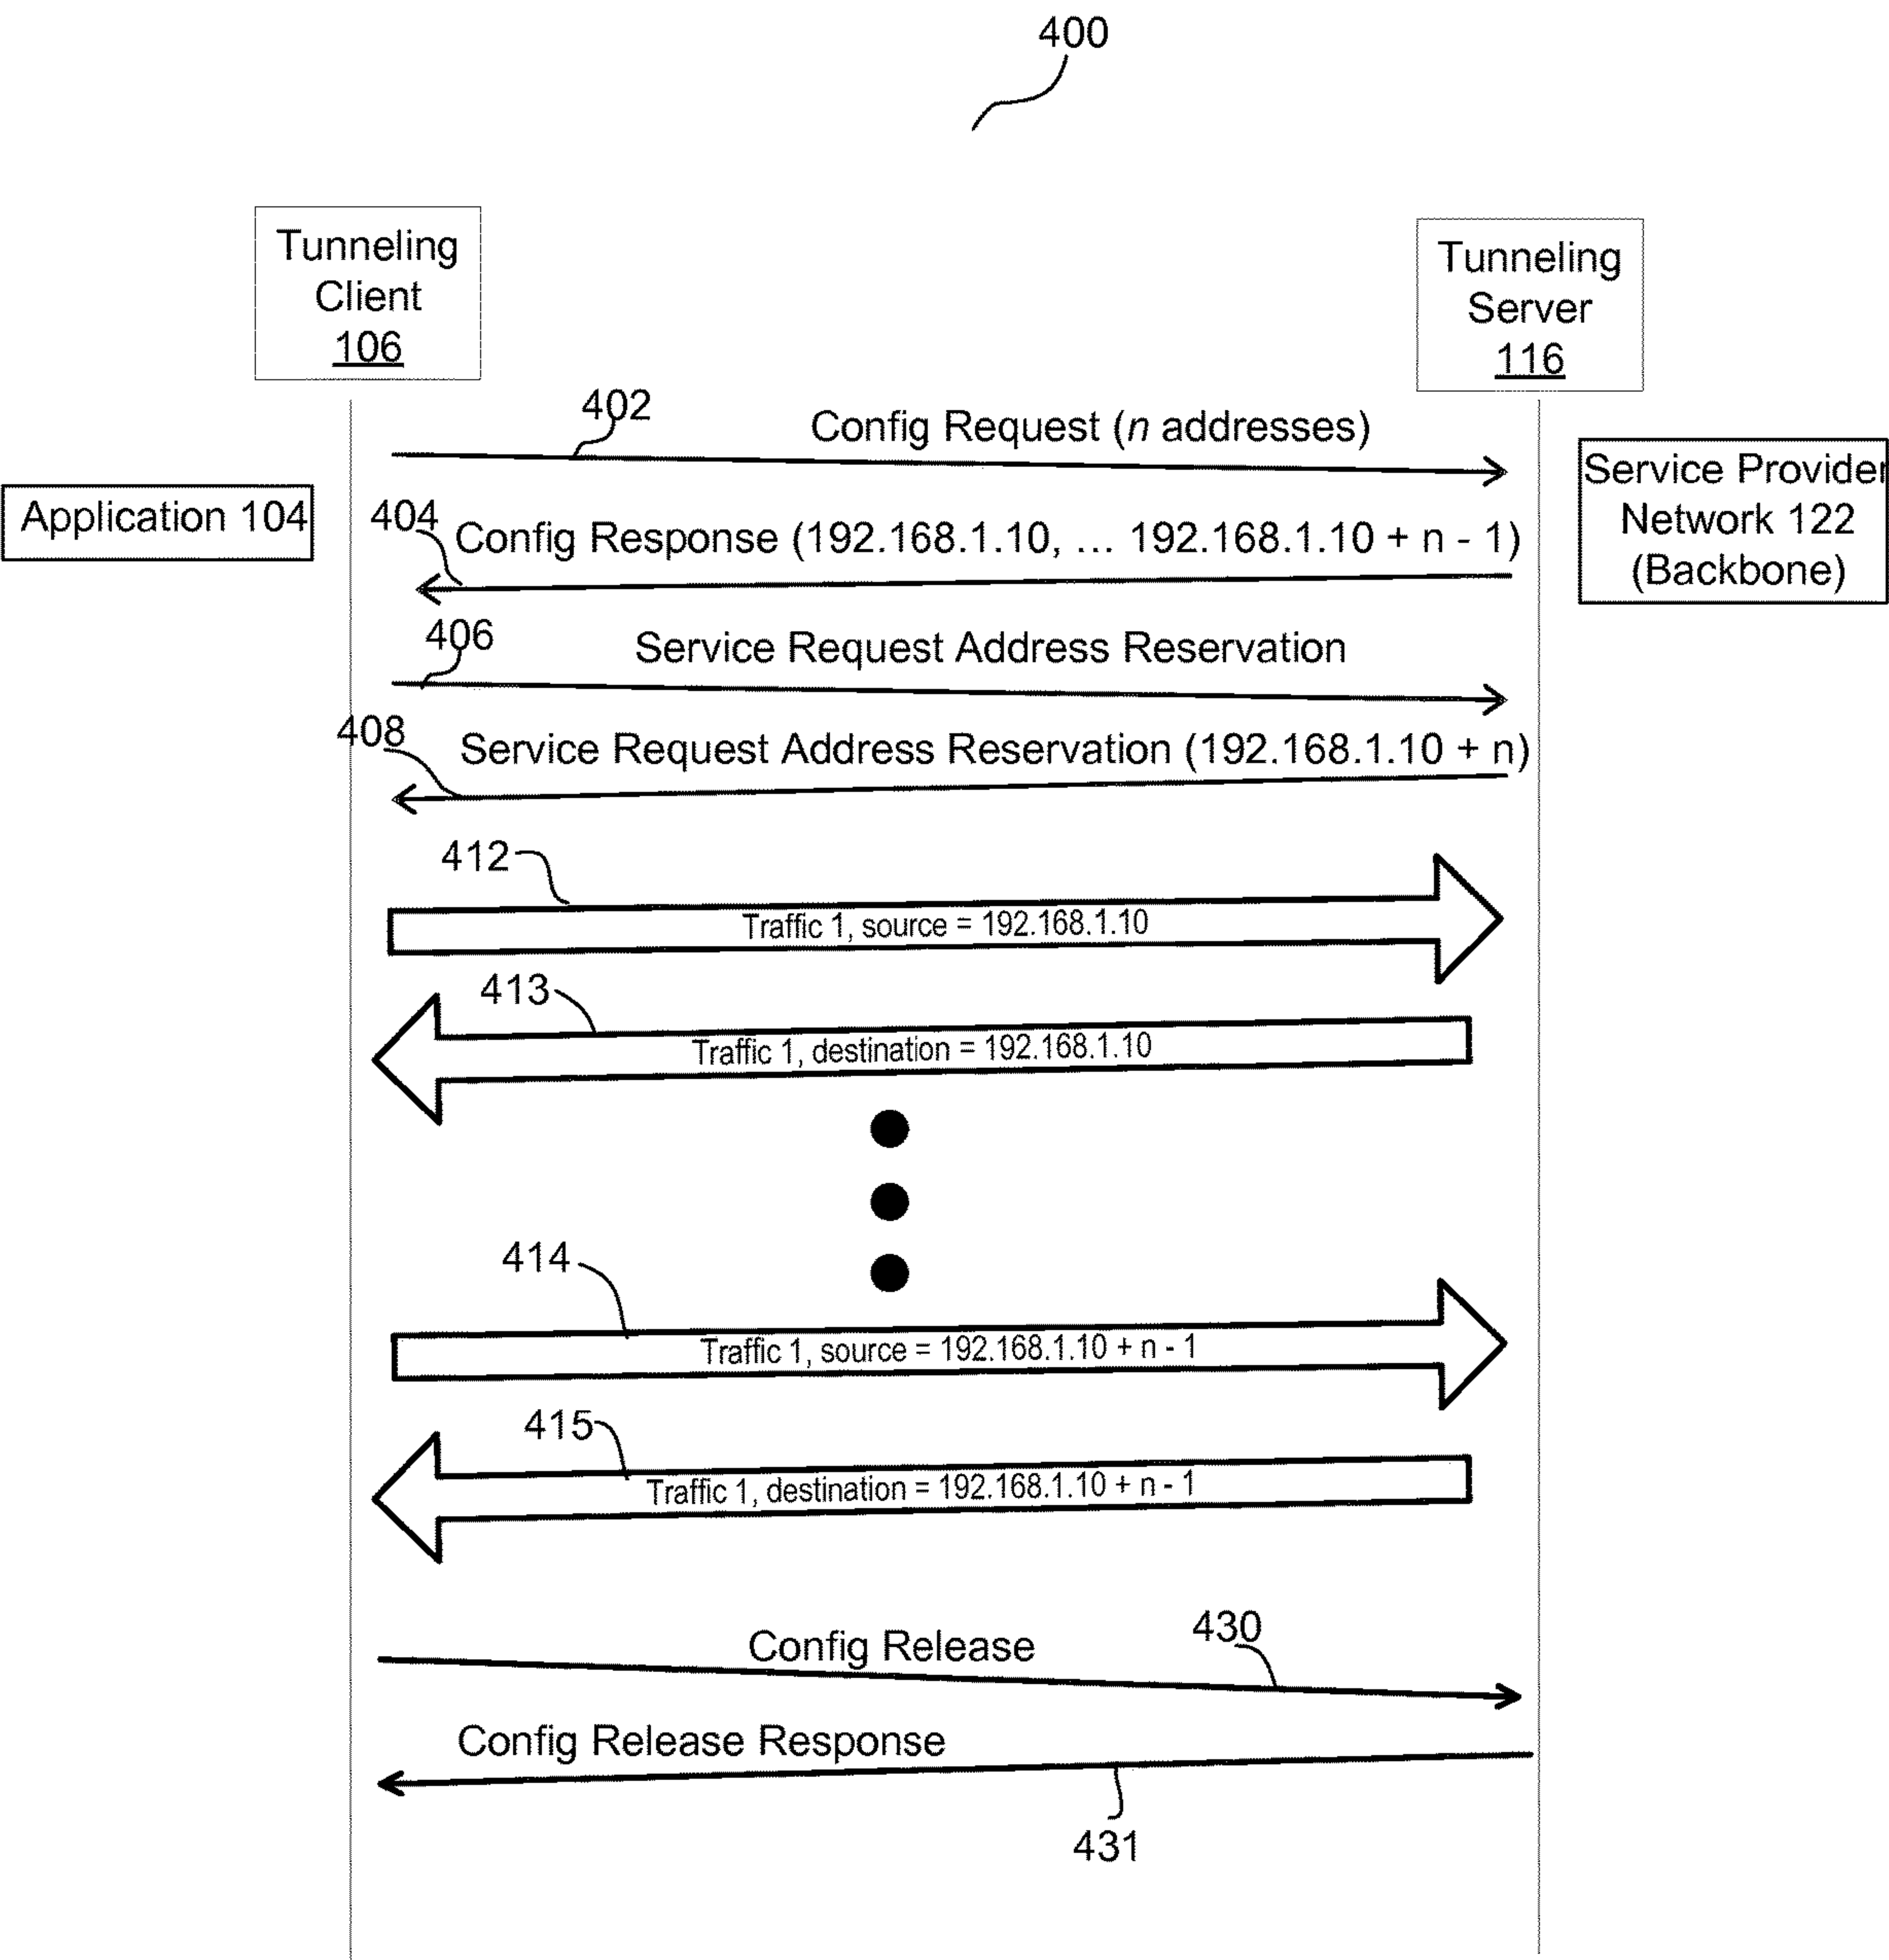 400
Tunneling
Client
106
Tunneling
Server
116
402
Config Request (n addresses)
Application 104
Service Provider
Network 122
(Backbone)
404
Config Response (192.168.1.10, ... 192.168.1.10 + n - 1)
406
Service Request Address Reservation
408
Service Request Address Reservation (192.168.1.10 + n)
412
Traffic 1, source = 192.168.1.10
413
Traffic 1, destination = 192.168.1.10
414
Traffic 1, source = 192.168.1.10 + n - 1
415
Traffic 1, destination = 192.168.1.10 + n - 1
Config Release
430
Config Release Response
431